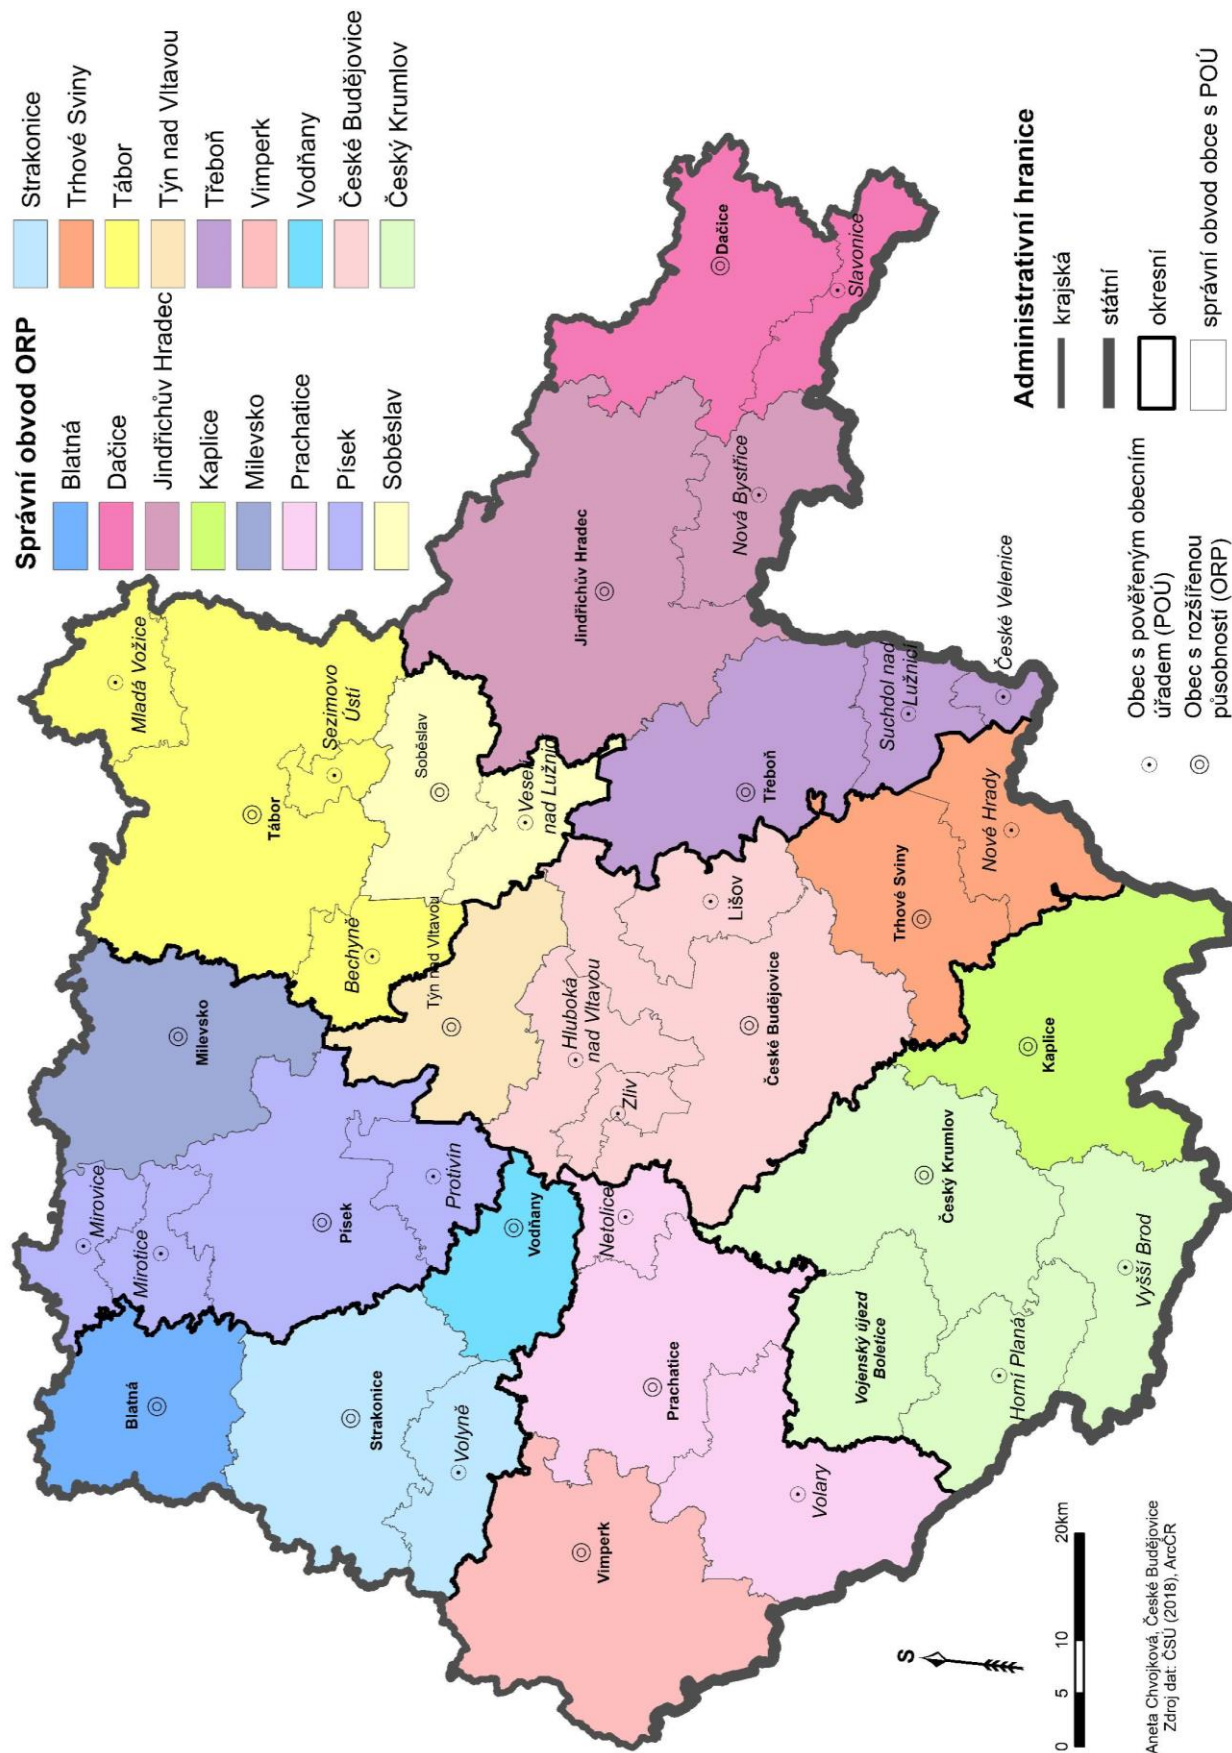 Správní obvod ORP
Blatná
Dačice
Jindřichův Hradec
Kaplice
Milevsko
Prachatice
Písek
Soběslav
Strakonice
Trhové Sviny
Tábor
Týn nad Vltavou
Třeboň
Vimperk
Vodňany
České Budějovice
Český Krumlov
Mladá Vožice
Sezimovo
Ústí
Tábor
Bechyně
Milevsko
Mirovice
Mirotice
Písek
Protivín
Blatná
Strakonice
Volyně
Vodňany
Týn nad Vltavou
Soběslav
Veselí
nad Lužnicí
Hluboká
nad Vltavou
Zliv
Lišov
České Budějovice
Jindřichův Hradec
Nová Bystřice
Dačice
Slavonice
Třeboň
Suchdol nad
Lužnicí
České Velenice
Trhové Sviny
Nové Hrady
Kaplice
Netolice
Prachatice
Vimperk
Volary
Český Krumlov
Vojenský újezd
Boletice
Horní Planá
Vyšší Brod
S
0 5 10 20km
Aneta Chvojková, České Budějovice
Zdroj dat: ČSÚ (2018), ArcČR
Obec s pověřeným obecním
úřadem (POÚ)
Obec s rozšířenou
působností (ORP)
Administrativní hranice
krajská
státní
okresní
správní obvod obce s POÚ